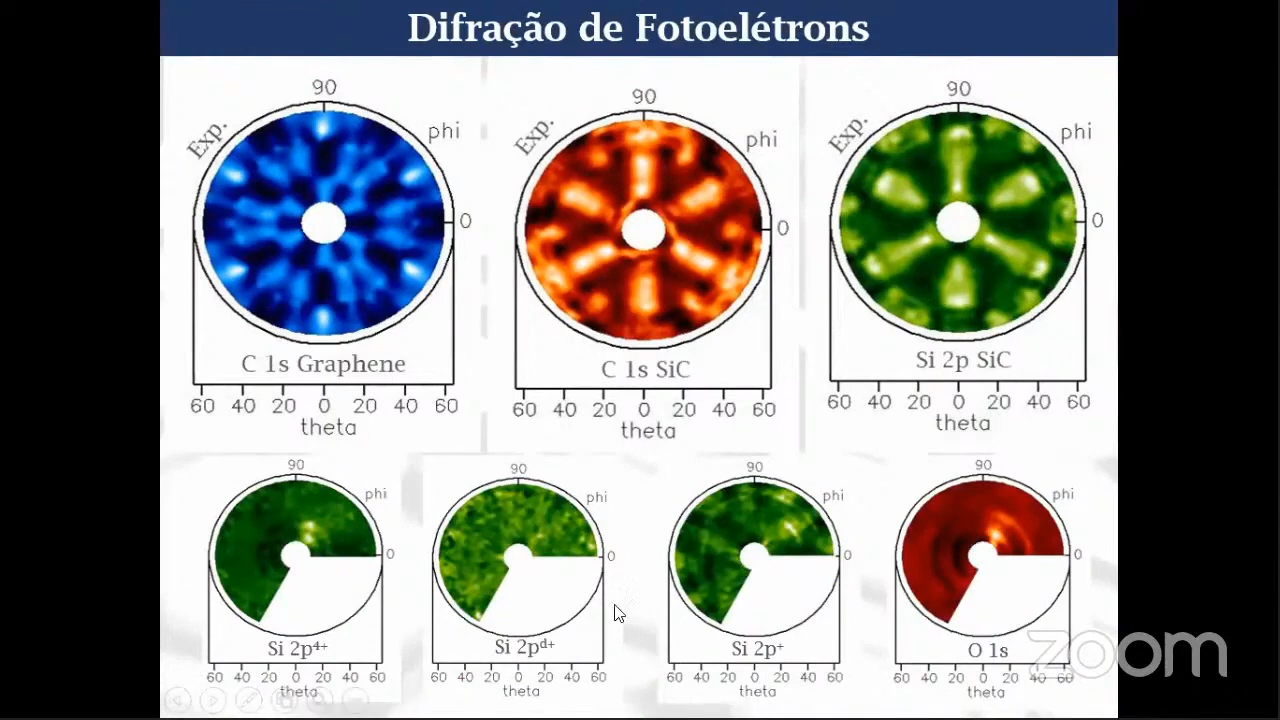 Difração de Fotoelétrons
90
Exp.
phi
0
C 1s Graphene
60 40 20 0 20 40 60
theta
90
Exp.
phi
0
C 1s SiC
60 40 20 0 20 40 60
theta
90
Exp.
phi
0
Si 2p SiC
60 40 20 0 20 40 60
theta
90
phi
0
Si 2p⁴⁺
60 40 20 0 20 40 60
theta
90
phi
0
Si 2pᵈ⁺
60 40 20 0 20 40 60
theta
90
phi
0
Si 2p⁺
60 40 20 0 20 40 60
theta
90
phi
0
O 1s
60 40 20 0 20 40 60
theta
zoom